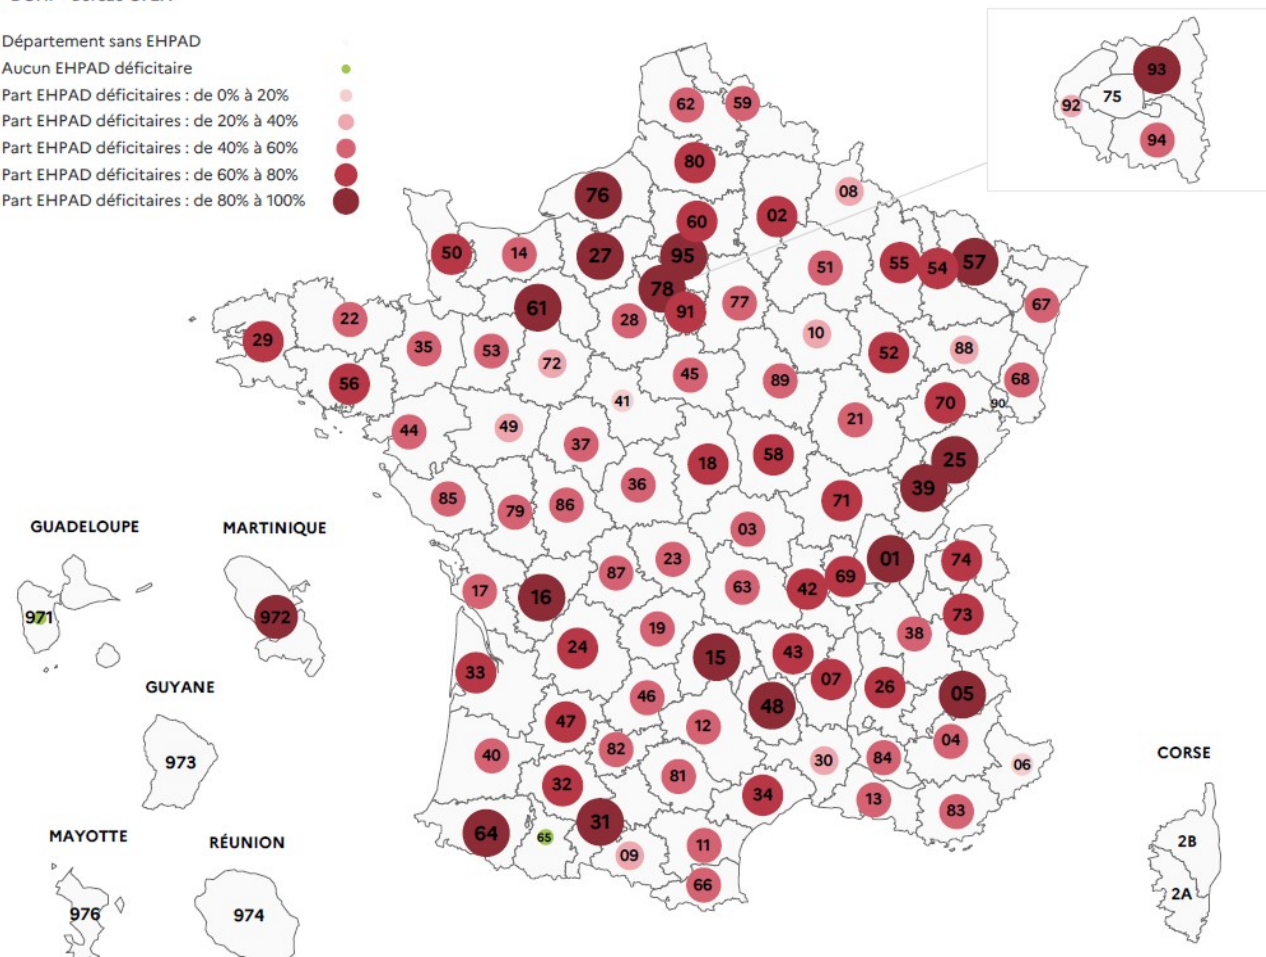 Département sans EHPAD
Aucun EHPAD déficitaire
Part EHPAD déficitaires : de 0% à 20%
Part EHPAD déficitaires : de 20% à 40%
Part EHPAD déficitaires : de 40% à 60%
Part EHPAD déficitaires : de 60% à 80%
Part EHPAD déficitaires : de 80% à 100%
93
75
92
94
62 59
80
08
76
60 02
50 14 27 95 51 55 54 57
78
61 91 77 67
22 28
29 35 53 10 52 88
72
56 45 89 68
41 70 90
44 49 21
37 18 58 25
36 39
85 79 86 71
03
GUADELOUPE MARTINIQUE
23 01 74
87 63 42 69
17 16
971 972
19 38 73
24 15 43
33 07 26 05
GUYANE
46 48
47 12
04
40 82 30 84 06
CORSE
973
32 81 34 13 83
64 65 31
11
09
66
MAYOTTE RÉUNION
2B
2A
976 974